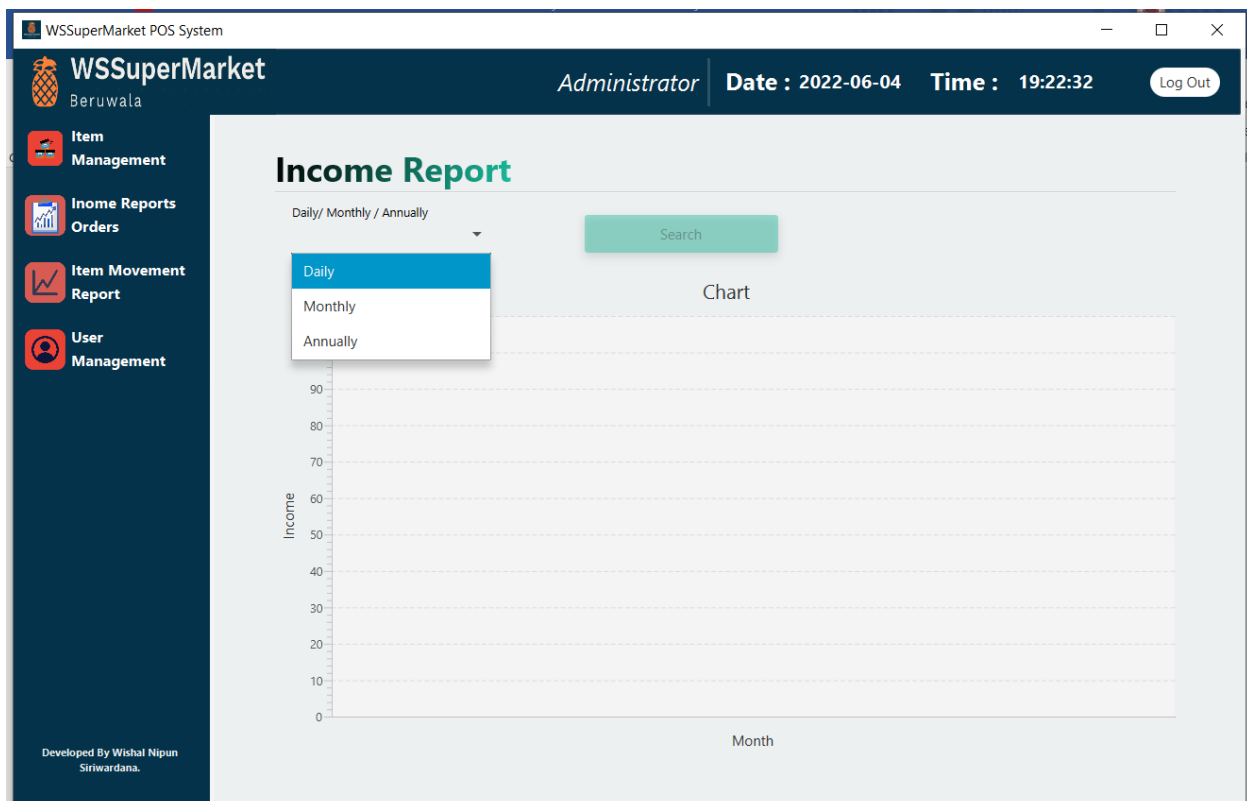 WSSuperMarket POS System
WSSuperMarket
Beruwala
Administrator
Date : 2022-06-04
Time : 19:22:32
Log Out
Item
Management
Inome Reports
Orders
Item Movement
Report
User
Management
Developed By Wishal Nipun
Siriwardana.
Income Report
Daily/ Monthly / Annually
Search
Daily
Monthly
Annually
Chart
90
80
70
60
50
40
30
20
10
0
Income
Month